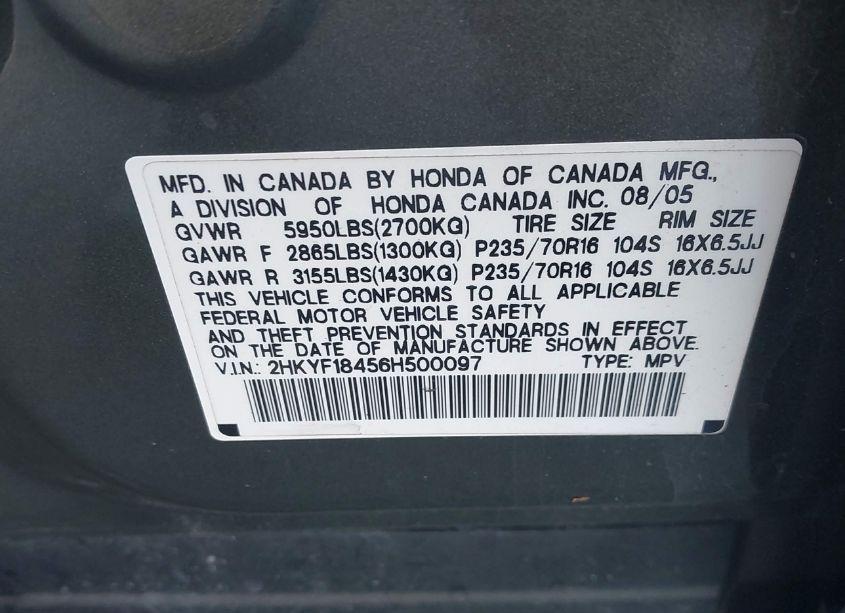 MFD. IN CANADA BY HONDA OF CANADA MFG.,
A DIVISION OF HONDA CANADA INC. 08/05
GVWR 5950LBS(2700KG) TIRE SIZE RIM SIZE
GAWR F 2865LBS(1300KG) P235/70R16 104S 16X6.5JJ
GAWR R 3155LBS(1430KG) P235/70R16 104S 16X6.5JJ
THIS VEHICLE CONFORMS TO ALL APPLICABLE
FEDERAL MOTOR VEHICLE SAFETY
AND THEFT PREVENTION STANDARDS IN EFFECT
ON THE DATE OF MANUFACTURE SHOWN ABOVE.
V.I.N.: 2HKYF18456H500097 TYPE: MPV